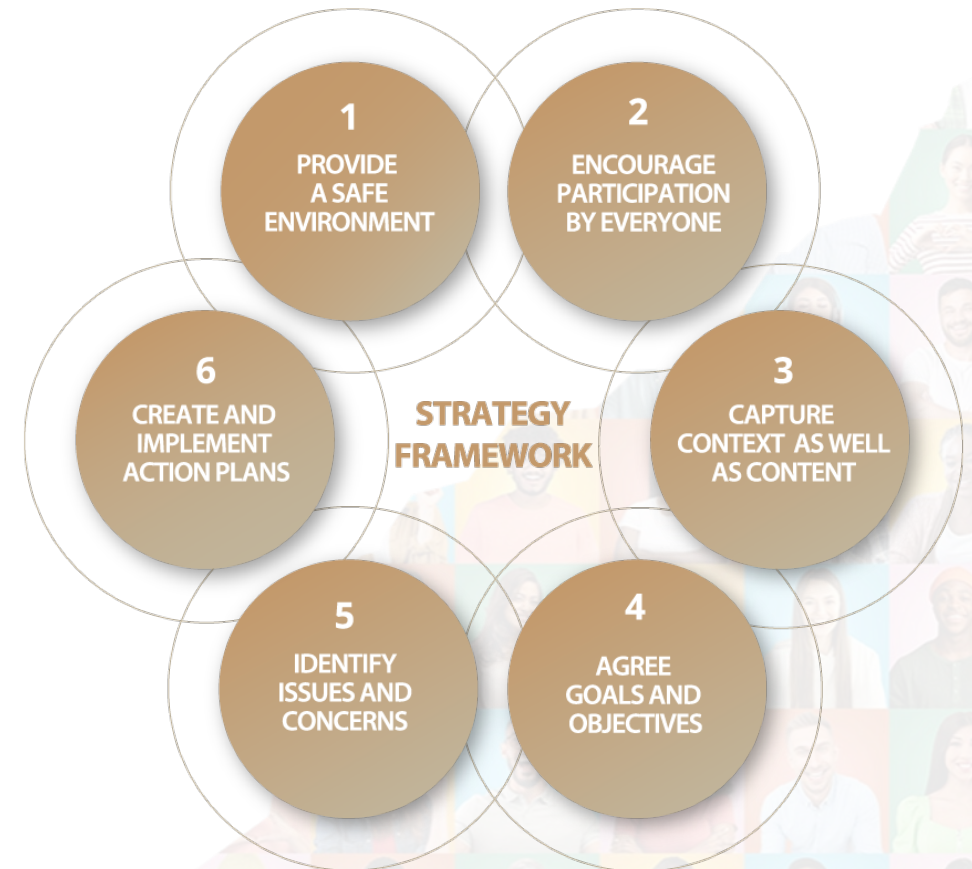 1
PROVIDE
A SAFE
ENVIRONMENT
2
ENCOURAGE
PARTICIPATION
BY EVERYONE
3
CAPTURE
CONTEXT AS WELL
AS CONTENT
4
AGREE
GOALS AND
OBJECTIVES
5
IDENTIFY
ISSUES AND
CONCERNS
6
CREATE AND
IMPLEMENT
ACTION PLANS
STRATEGY
FRAMEWORK